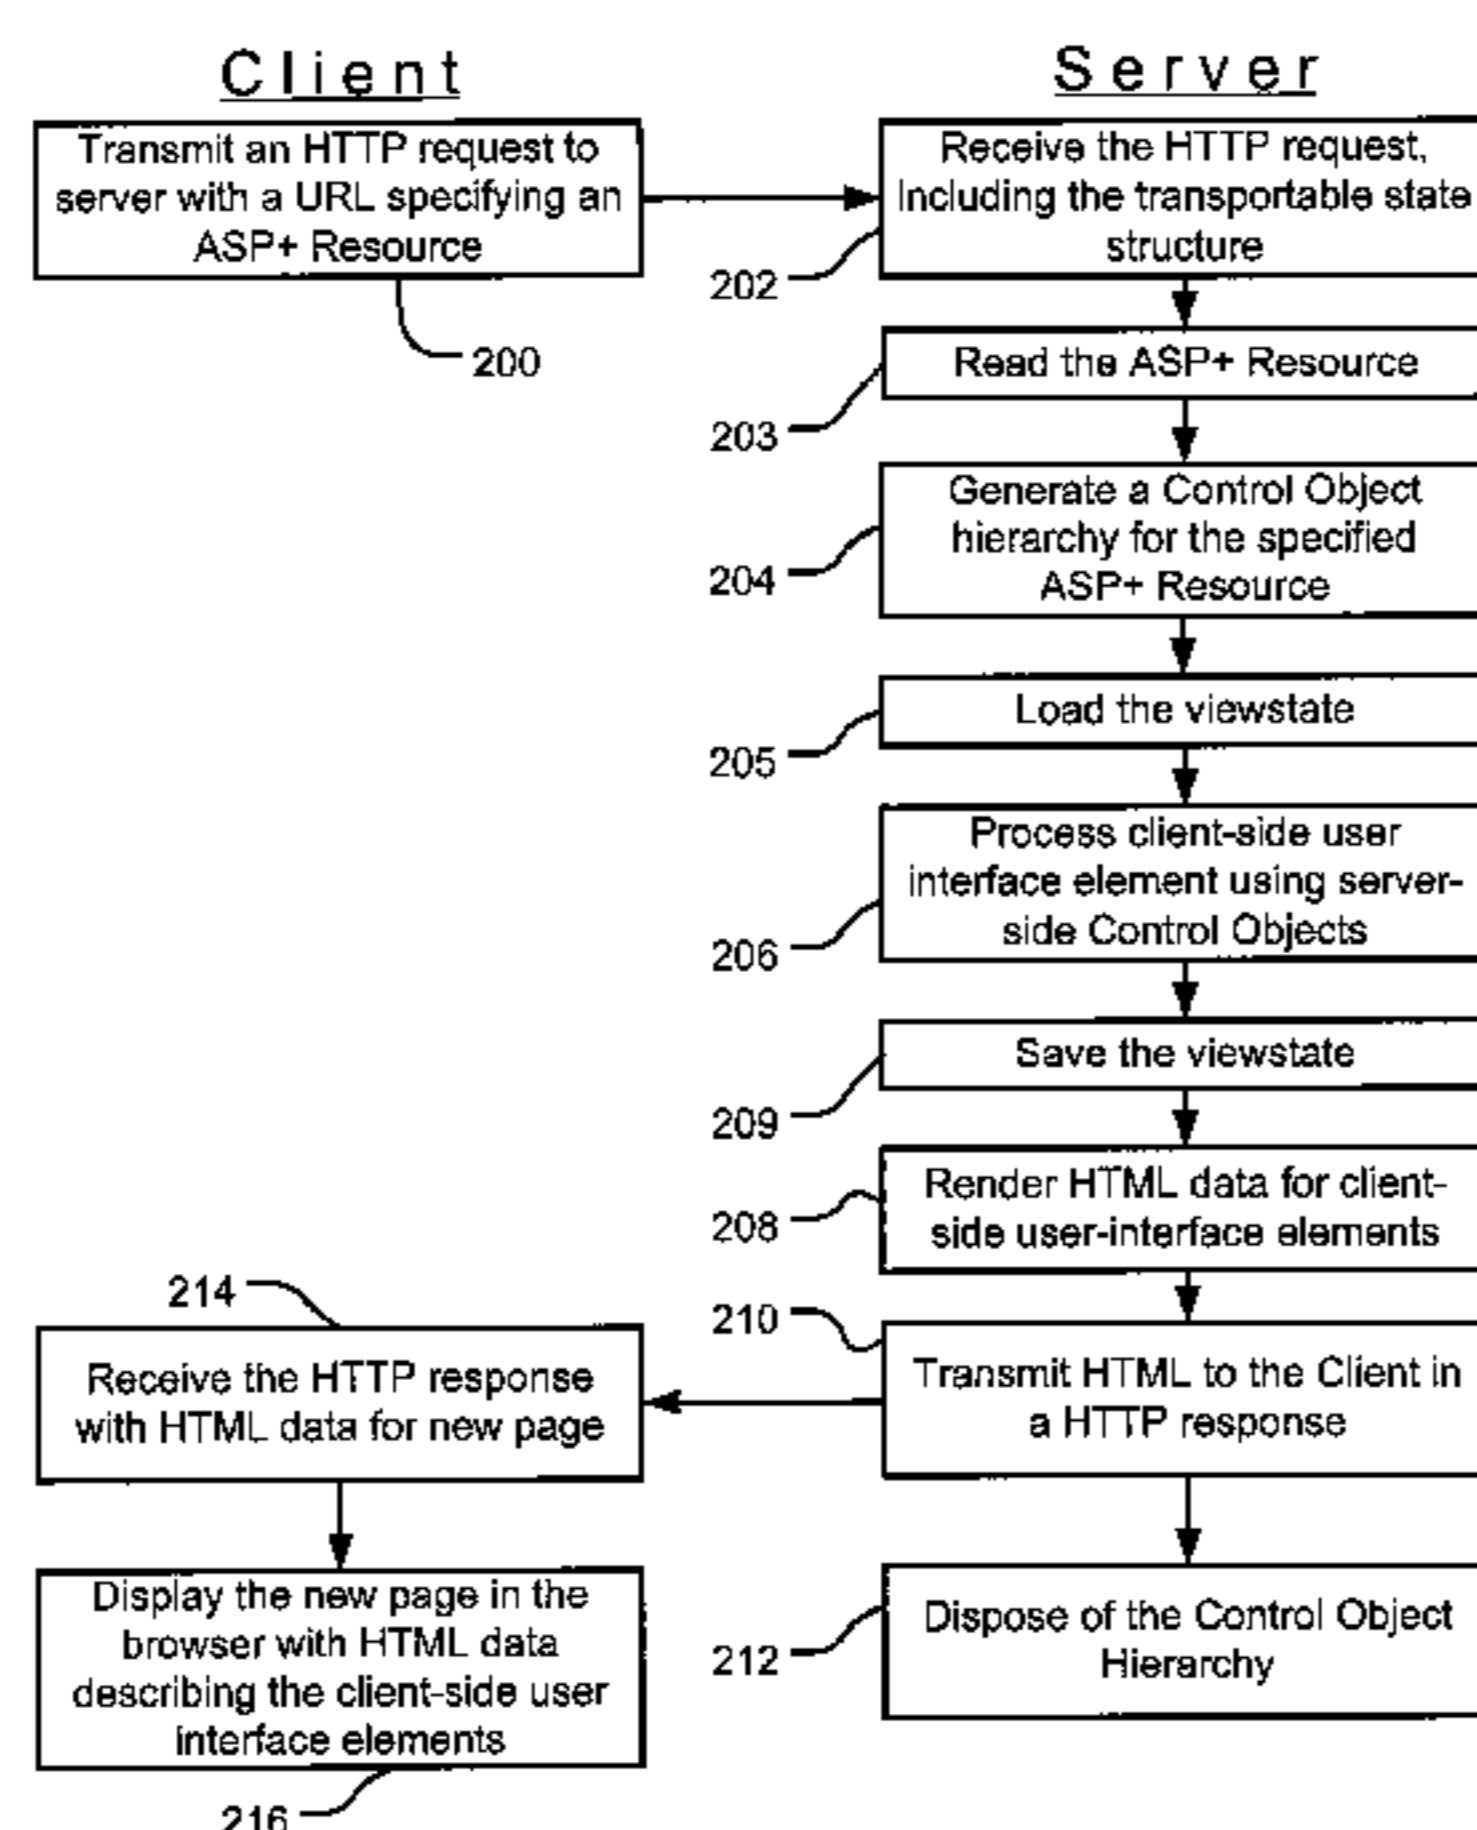 Client
Server
Transmit an HTTP request to
server with a URL specifying an
ASP+ Resource
200
Receive the HTTP request,
Including the transportable state
structure
202
Read the ASP+ Resource
203
Generate a Control Object
hierarchy for the specified
ASP+ Resource
204
Load the viewstate
205
Process client-side user
interface element using server-
side Control Objects
206
Save the viewstate
209
Render HTML data for client-
side user-interface elements
208
Transmit HTML to the Client in
a HTTP response
210
214
Receive the HTTP response
with HTML data for new page
Dispose of the Control Object
Hierarchy
212
Display the new page in the
browser with HTML data
describing the client-side user
interface elements
216